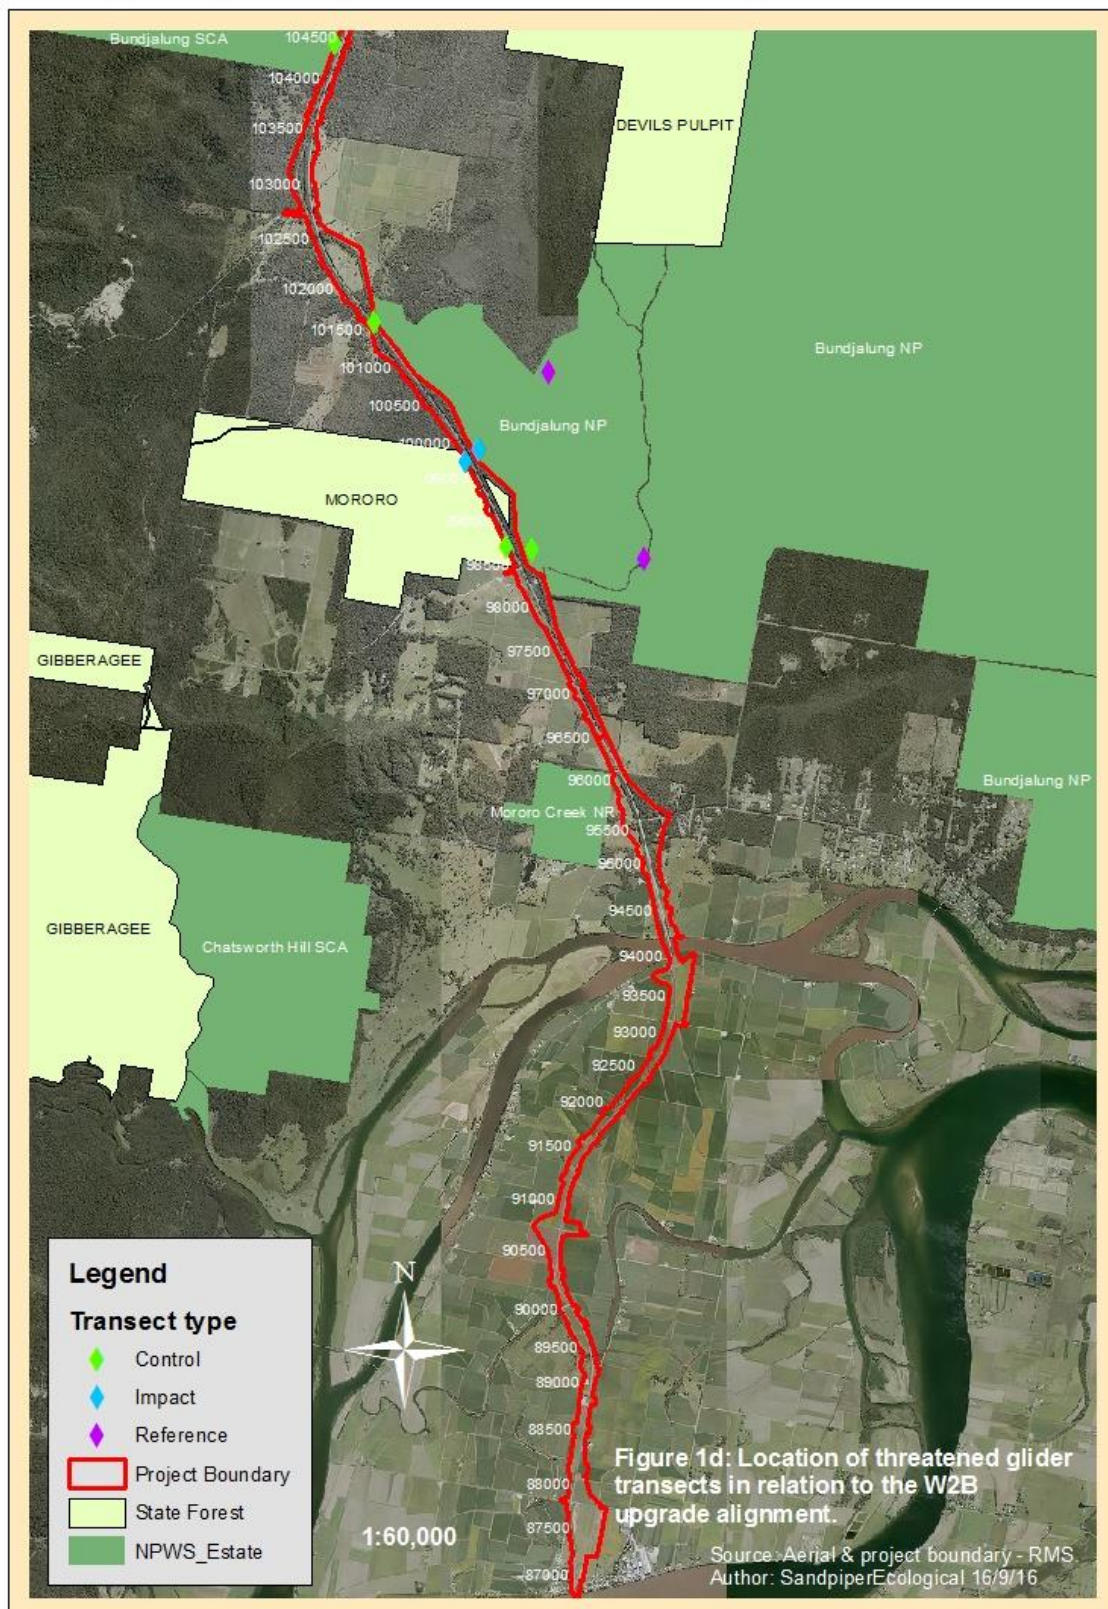 Bundjalung SCA
104500
104000
DEVILS PULPIT
103500
103000
102500
102000
101500
Bundjalung NP
101000
100500
Bundjalung NP
100000
MORORO
98500
98000
97500
GIBBERAGEE
97000
96500
96000
Bundjalung NP
Mororo Creek NR
95500
95000
94500
GIBBERAGEE
Chatsworth Hill SCA
94000
93500
93000
92500
92000
91500
91000
90500
90000
89500
89000
88500
88000
87500
87000
Legend
Transect type
Control
Impact
Reference
Project Boundary
State Forest
NPWS_Estate
N
1:60,000
Figure 1d: Location of threatened glider
transects in relation to the W2B
upgrade alignment.
Source: Aerial & project boundary - RMS.
Author: SandpiperEcological 16/9/16